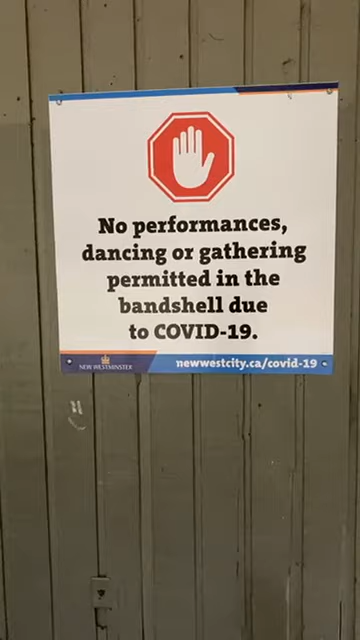 No performances,
dancing or gathering
permitted in the
bandshell due
to COVID-19.
NEW WESTMINSTER
newwestcity.ca/covid-19